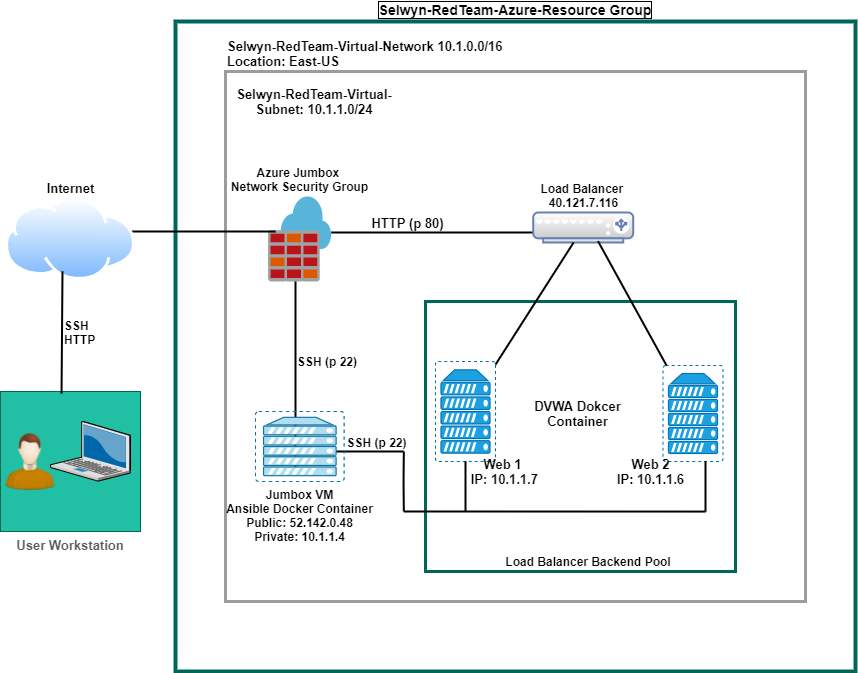 Selwyn-RedTeam-Azure-Resource Group
Selwyn-RedTeam-Virtual-Network 10.1.0.0/16
Location: East-US
Selwyn-RedTeam-Virtual-
Subnet: 10.1.1.0/24
Azure Jumbox
Network Security Group
Internet
Load Balancer
40.121.7.116
HTTP (p 80)
SSH
HTTP
SSH (p 22)
SSH (p 22)
DVWA Dokcer
Container
Web 1
IP: 10.1.1.7
Web 2
IP: 10.1.1.6
Jumbox VM
Ansible Docker Container
Public: 52.142.0.48
Private: 10.1.1.4
User Workstation
Load Balancer Backend Pool